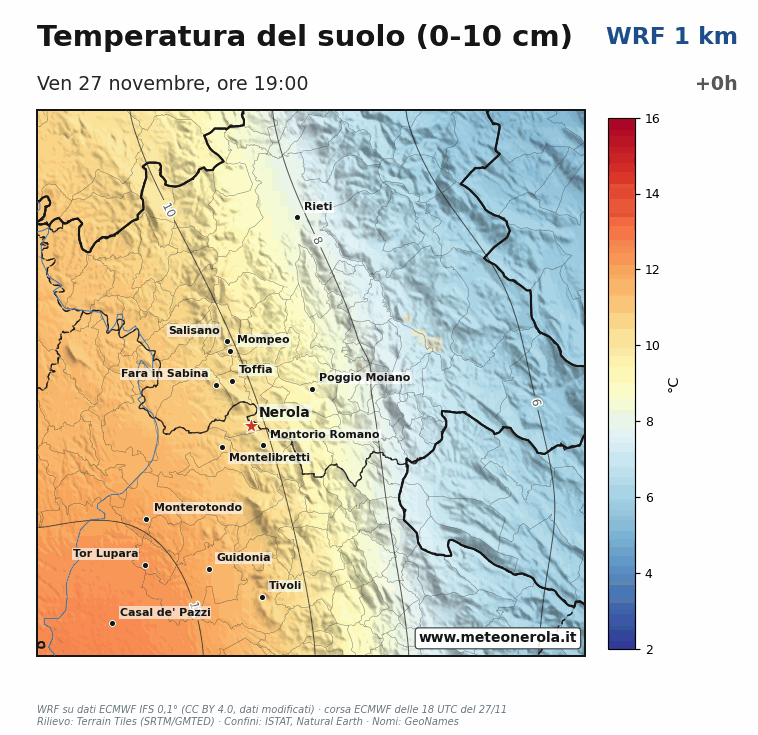 Temperatura del suolo (0-10 cm)
WRF 1 km
Ven 27 novembre, ore 19:00
+0h
10
8
6
Rieti
Salisano
Mompeo
Fara in Sabina
Toffia
Poggio Moiano
Nerola
Montorio Romano
Montelibretti
Monterotondo
Tor Lupara
Guidonia
Tivoli
Casal de' Pazzi
www.meteonerola.it
16
14
12
10
8
6
4
2
°C
WRF su dati ECMWF IFS 0,1° (CC BY 4.0, dati modificati) · corsa ECMWF delle 18 UTC del 27/11
Rilievo: Terrain Tiles (SRTM/GMTED) · Confini: ISTAT, Natural Earth · Nomi: GeoNames